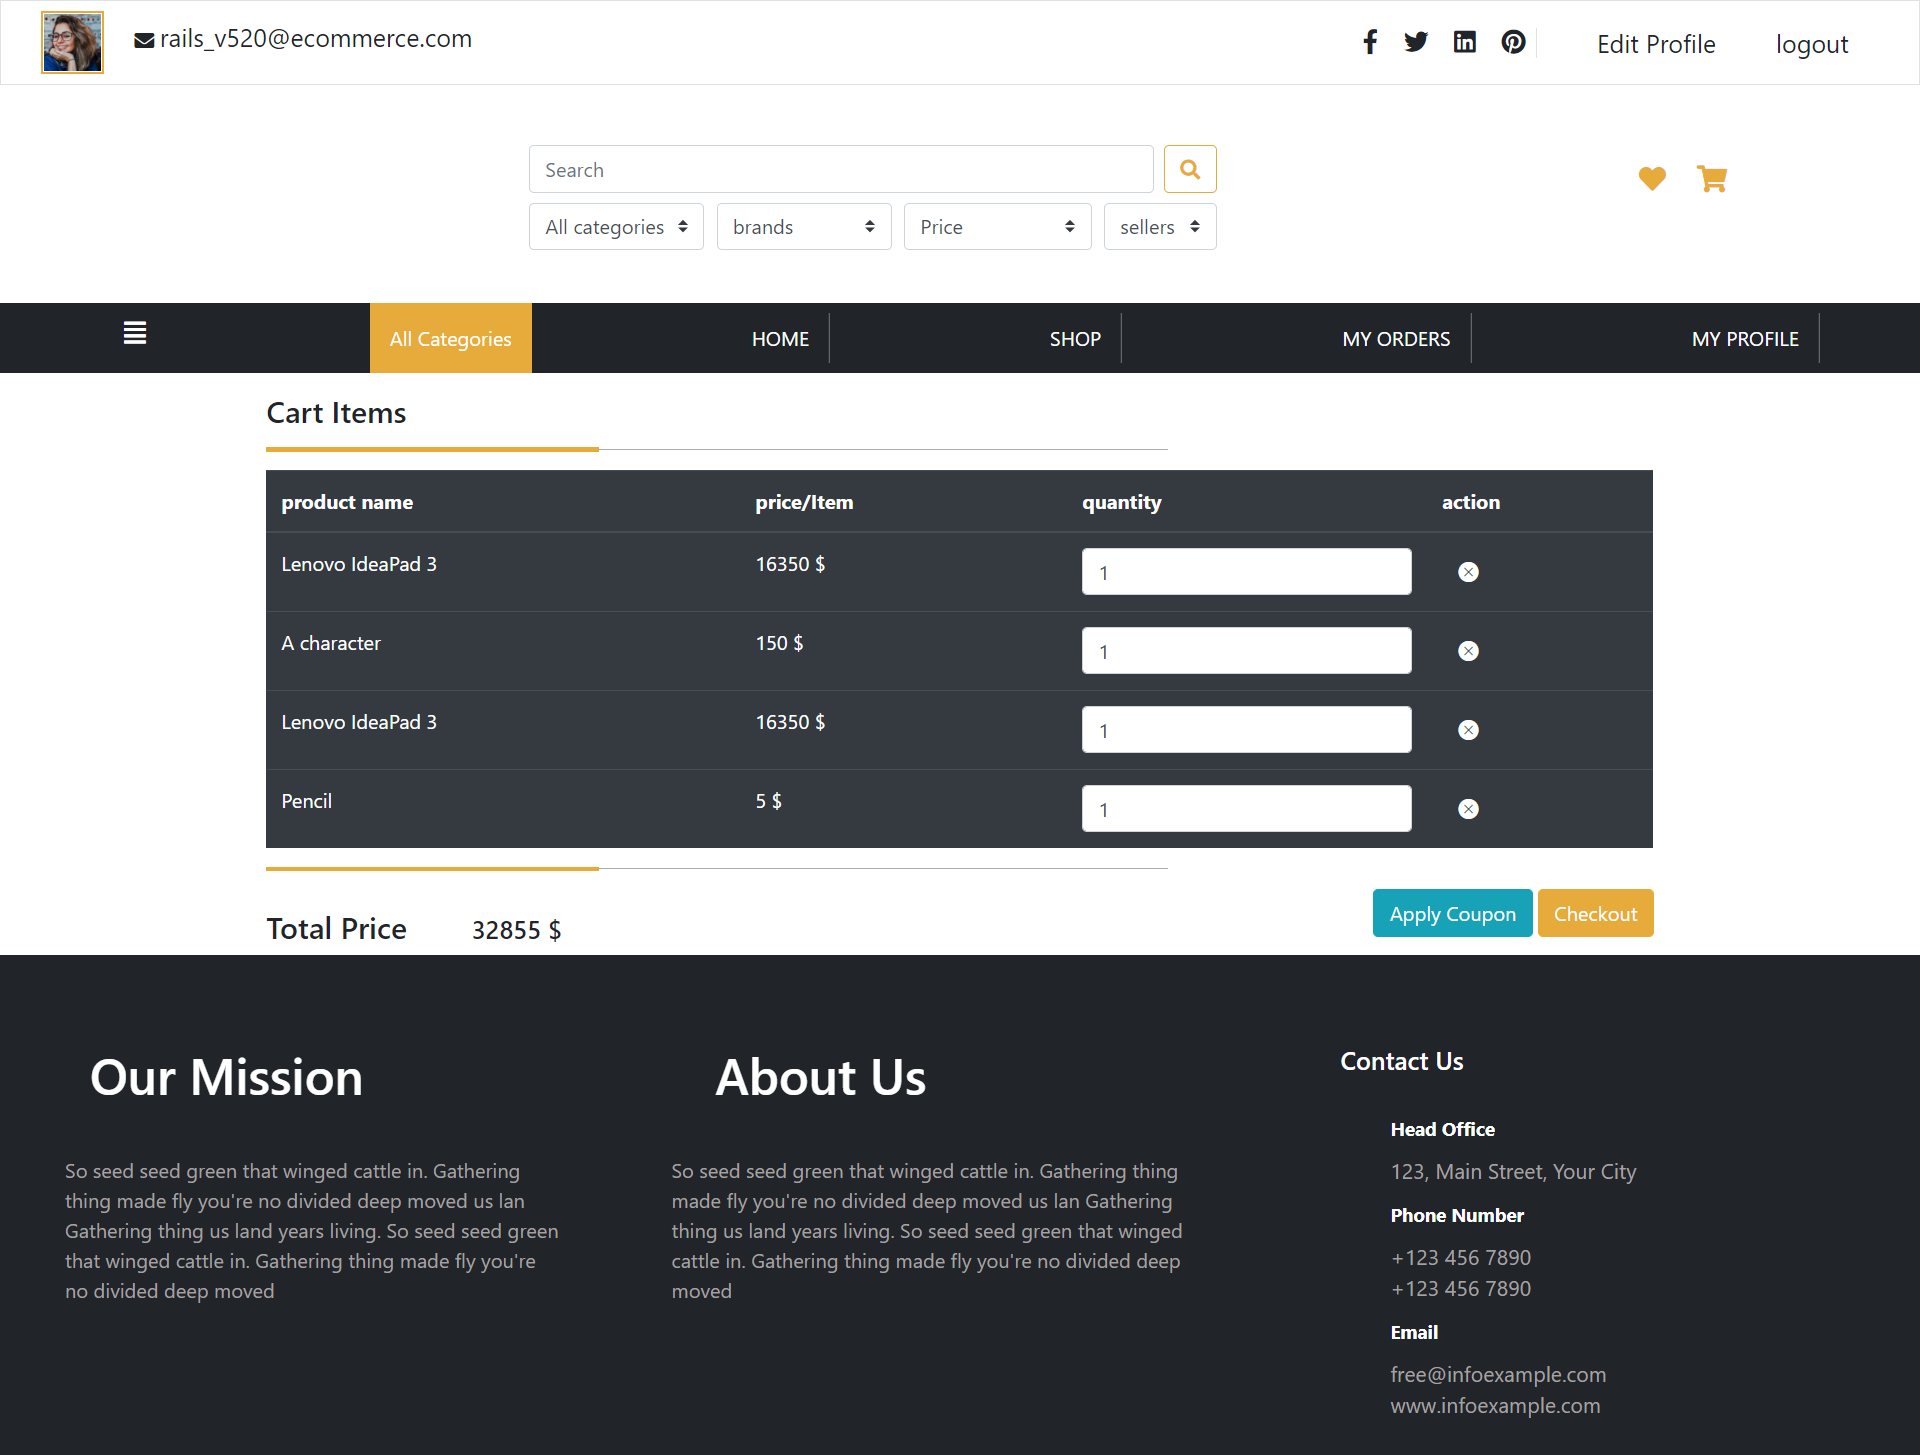 rails_v520@ecommerce.com
Edit Profile
logout
Search
All categories
brands
Price
sellers
All Categories
HOME
SHOP
MY ORDERS
MY PROFILE
Cart Items
product name price/Item quantity action
Lenovo IdeaPad 3 16350 $ 1
A character 150 $ 1
Lenovo IdeaPad 3 16350 $ 1
Pencil 5 $ 1
Total Price 32855 $
Apply Coupon
Checkout
Our Mission
So seed seed green that winged cattle in. Gathering
thing made fly you're no divided deep moved us lan
Gathering thing us land years living. So seed seed green
that winged cattle in. Gathering thing made fly you're
no divided deep moved
About Us
So seed seed green that winged cattle in. Gathering thing
made fly you're no divided deep moved us lan Gathering
thing us land years living. So seed seed green that winged
cattle in. Gathering thing made fly you're no divided deep
moved
Contact Us
Head Office
123, Main Street, Your City
Phone Number
+123 456 7890
+123 456 7890
Email
free@infoexample.com
www.infoexample.com